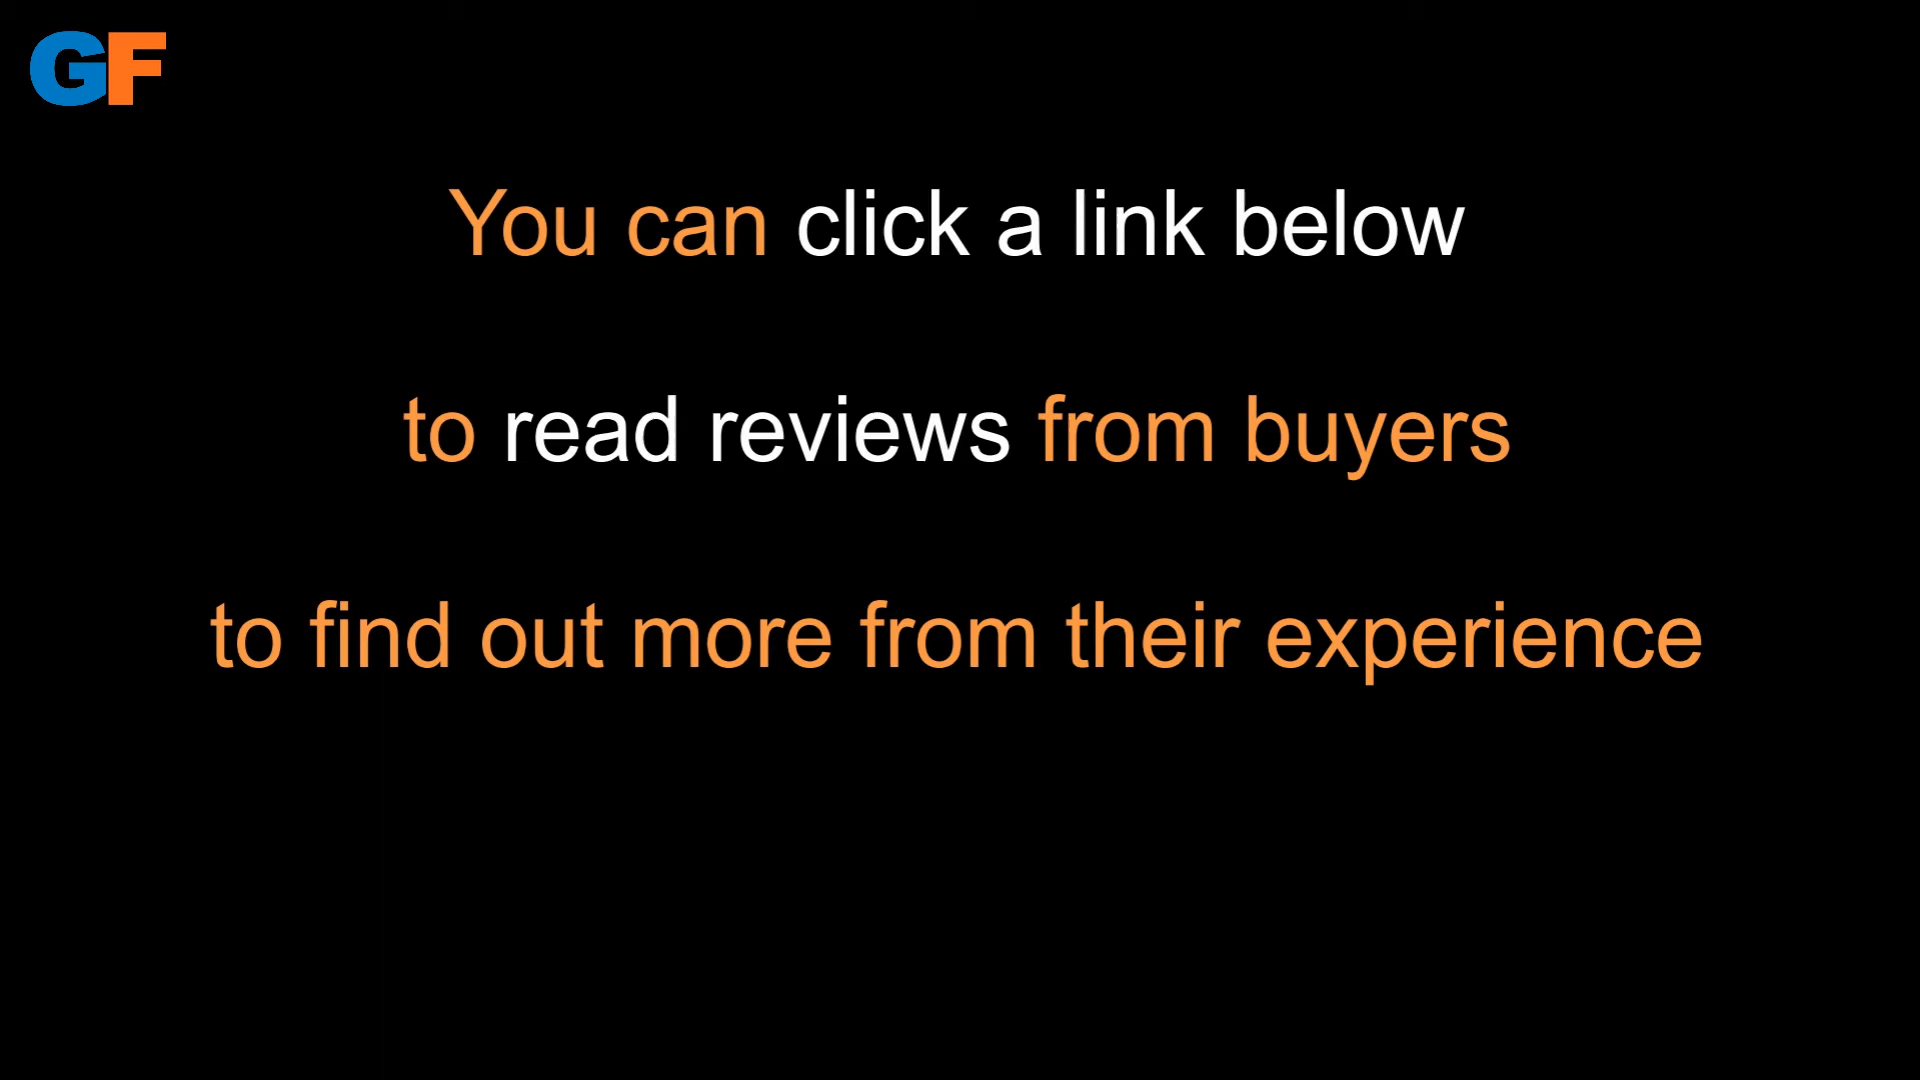 GF
You can click a link below
to read reviews from buyers
to find out more from their experience